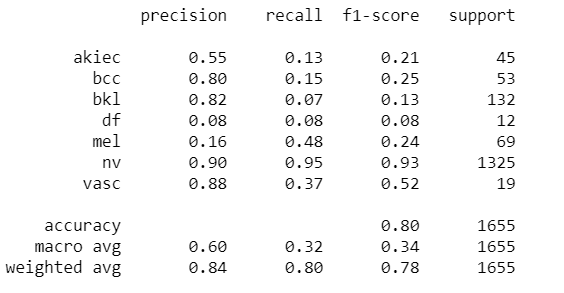 precision recall f1-score support
akiec 0.55 0.13 0.21 45
bcc 0.80 0.15 0.25 53
bkl 0.82 0.07 0.13 132
df 0.08 0.08 0.08 12
mel 0.16 0.48 0.24 69
nv 0.90 0.95 0.93 1325
vasc 0.88 0.37 0.52 19
accuracy 0.80 1655
macro avg 0.60 0.32 0.34 1655
weighted avg 0.84 0.80 0.78 1655